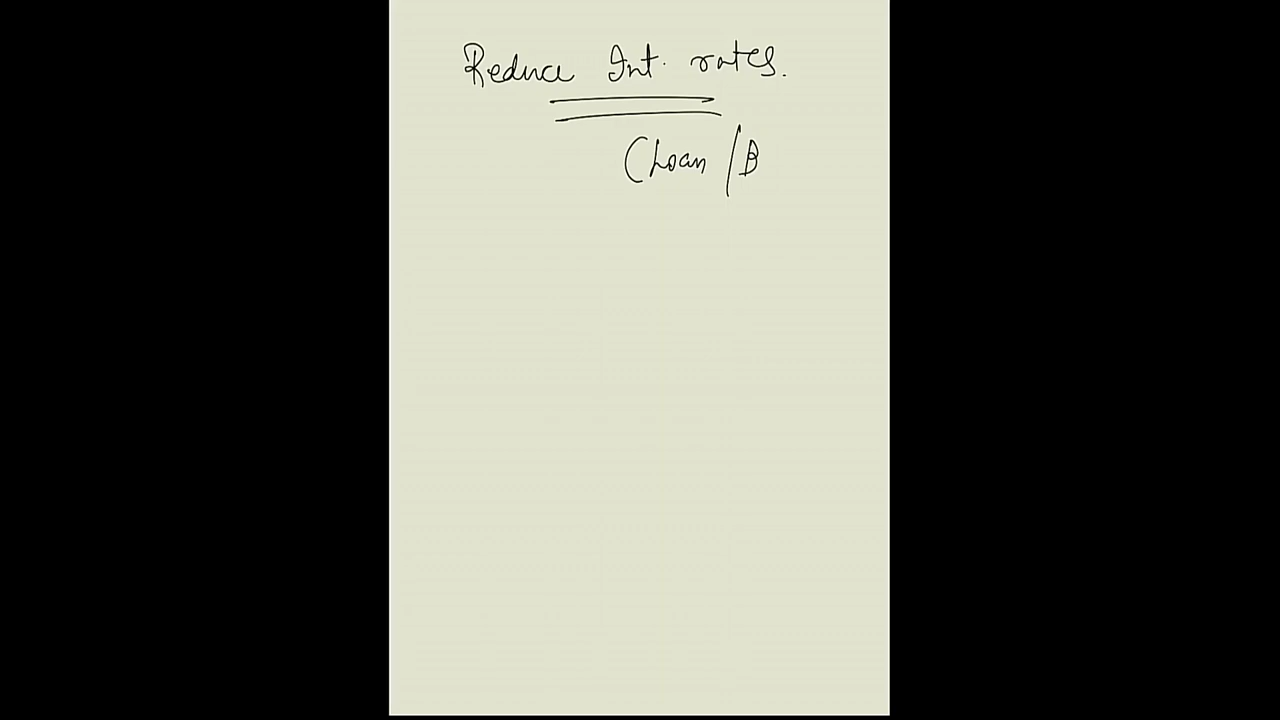 Reduce Int. rates.
(Loan / B